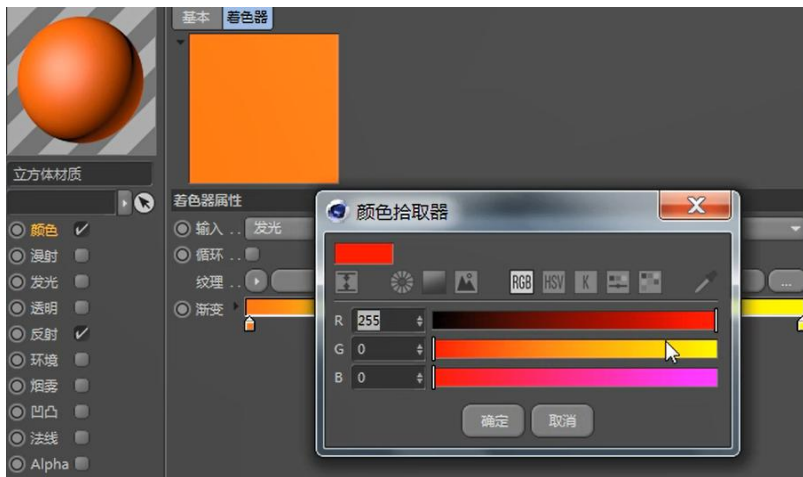 基本 着色器
立方体材质
着色器属性
颜色拾取器
颜色
输入 . . 发光
漫射
循环 . .
发光
纹理 . .
...
RGB HSV K
透明
渐变
R 255
反射
G 0
环境
B 0
烟雾
凹凸
确定 取消
法线
Alpha